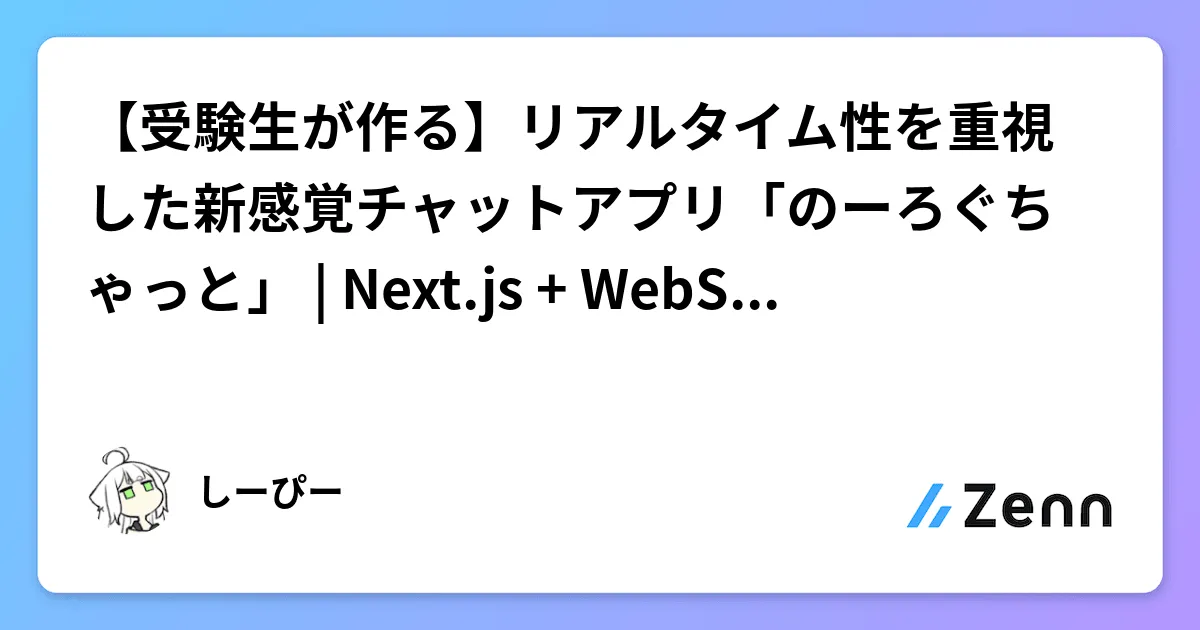 【受験生が作る】リアルタイム性を重視
した新感覚チャットアプリ「のーろぐち
ゃっと」 | Next.js + WebS...
しーぴー
Zenn